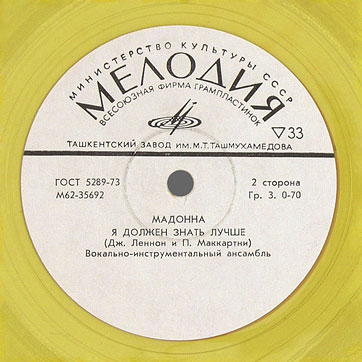 МИНИСТЕРСТВО КУЛЬТУРЫ СССР
МЕЛОДИЯ
ВСЕСОЮЗНАЯ ФИРМА ГРАМПЛАСТИНОК
33
ТАШКЕНТСКИЙ ЗАВОД ИМ. М.Т. ТАШМУХАМЕДОВА
ГОСТ 5289-73 2 сторона
М62-35692 Гр. 3. 0-70
МАДОННА
Я ДОЛЖЕН ЗНАТЬ ЛУЧШЕ
(Дж. Леннон и П. Маккартни)
Вокально-инструментальный ансамбль